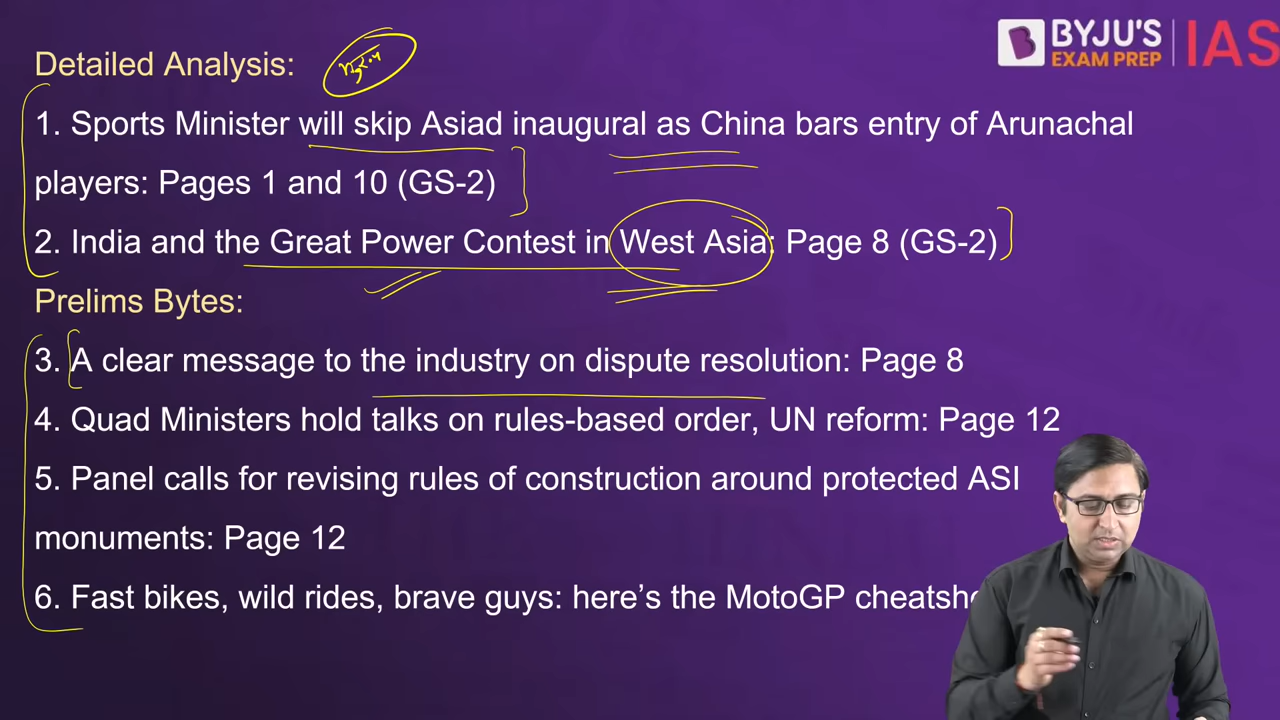 BYJU'S IAS
EXAM PREP
Detailed Analysis:
1. Sports Minister will skip Asiad inaugural as China bars entry of Arunachal
players: Pages 1 and 10 (GS-2)
2. India and the Great Power Contest in West Asia: Page 8 (GS-2)
Prelims Bytes:
3. A clear message to the industry on dispute resolution: Page 8
4. Quad Ministers hold talks on rules-based order, UN reform: Page 12
5. Panel calls for revising rules of construction around protected ASI
monuments: Page 12
6. Fast bikes, wild rides, brave guys: here's the MotoGP